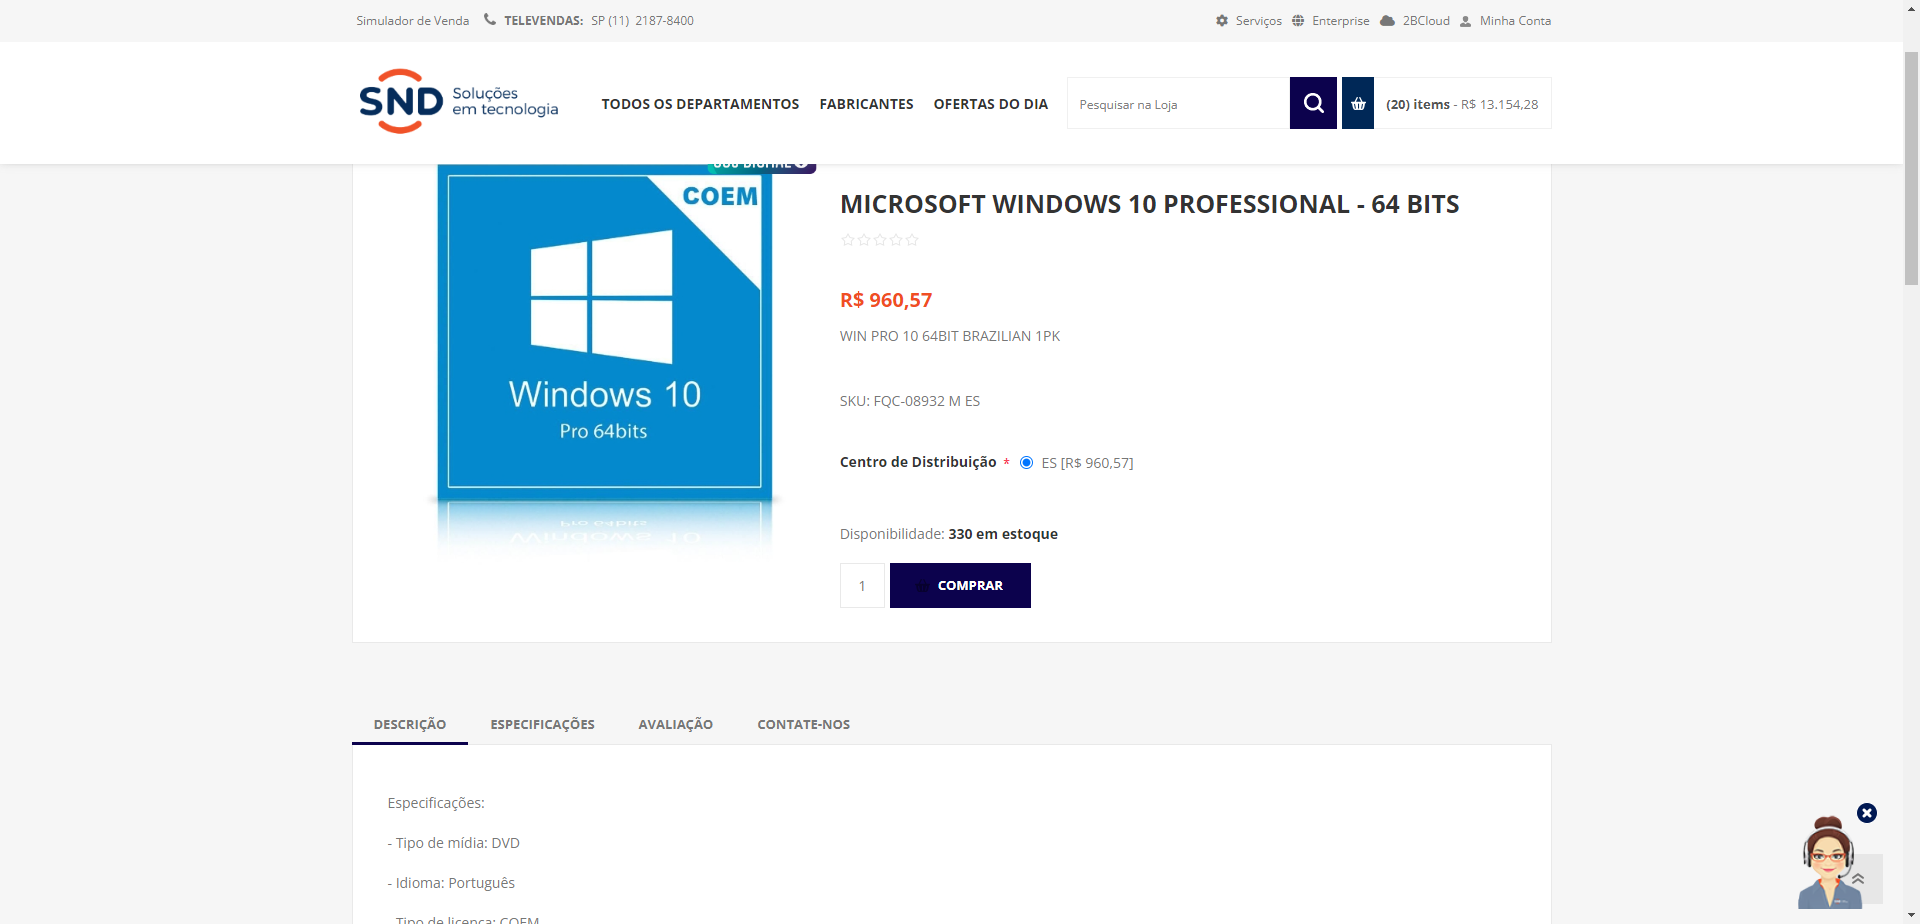 Simulador de Venda
TELEVENDAS: SP (11) 2187-8400
Serviços
Enterprise
2BCloud
Minha Conta
SND Soluções
em tecnologia
TODOS OS DEPARTAMENTOS
FABRICANTES
OFERTAS DO DIA
Pesquisar na Loja
(20) items - R$ 13.154,28
COEM
Windows 10
Pro 64bits
MICROSOFT WINDOWS 10 PROFESSIONAL - 64 BITS
R$ 960,57
WIN PRO 10 64BIT BRAZILIAN 1PK
SKU: FQC-08932 M ES
Centro de Distribuição * ES [R$ 960,57]
Disponibilidade: 330 em estoque
1
COMPRAR
DESCRIÇÃO
ESPECIFICAÇÕES
AVALIAÇÃO
CONTATE-NOS
Especificações:
- Tipo de mídia: DVD
- Idioma: Português
- Tipo de licença: COEM